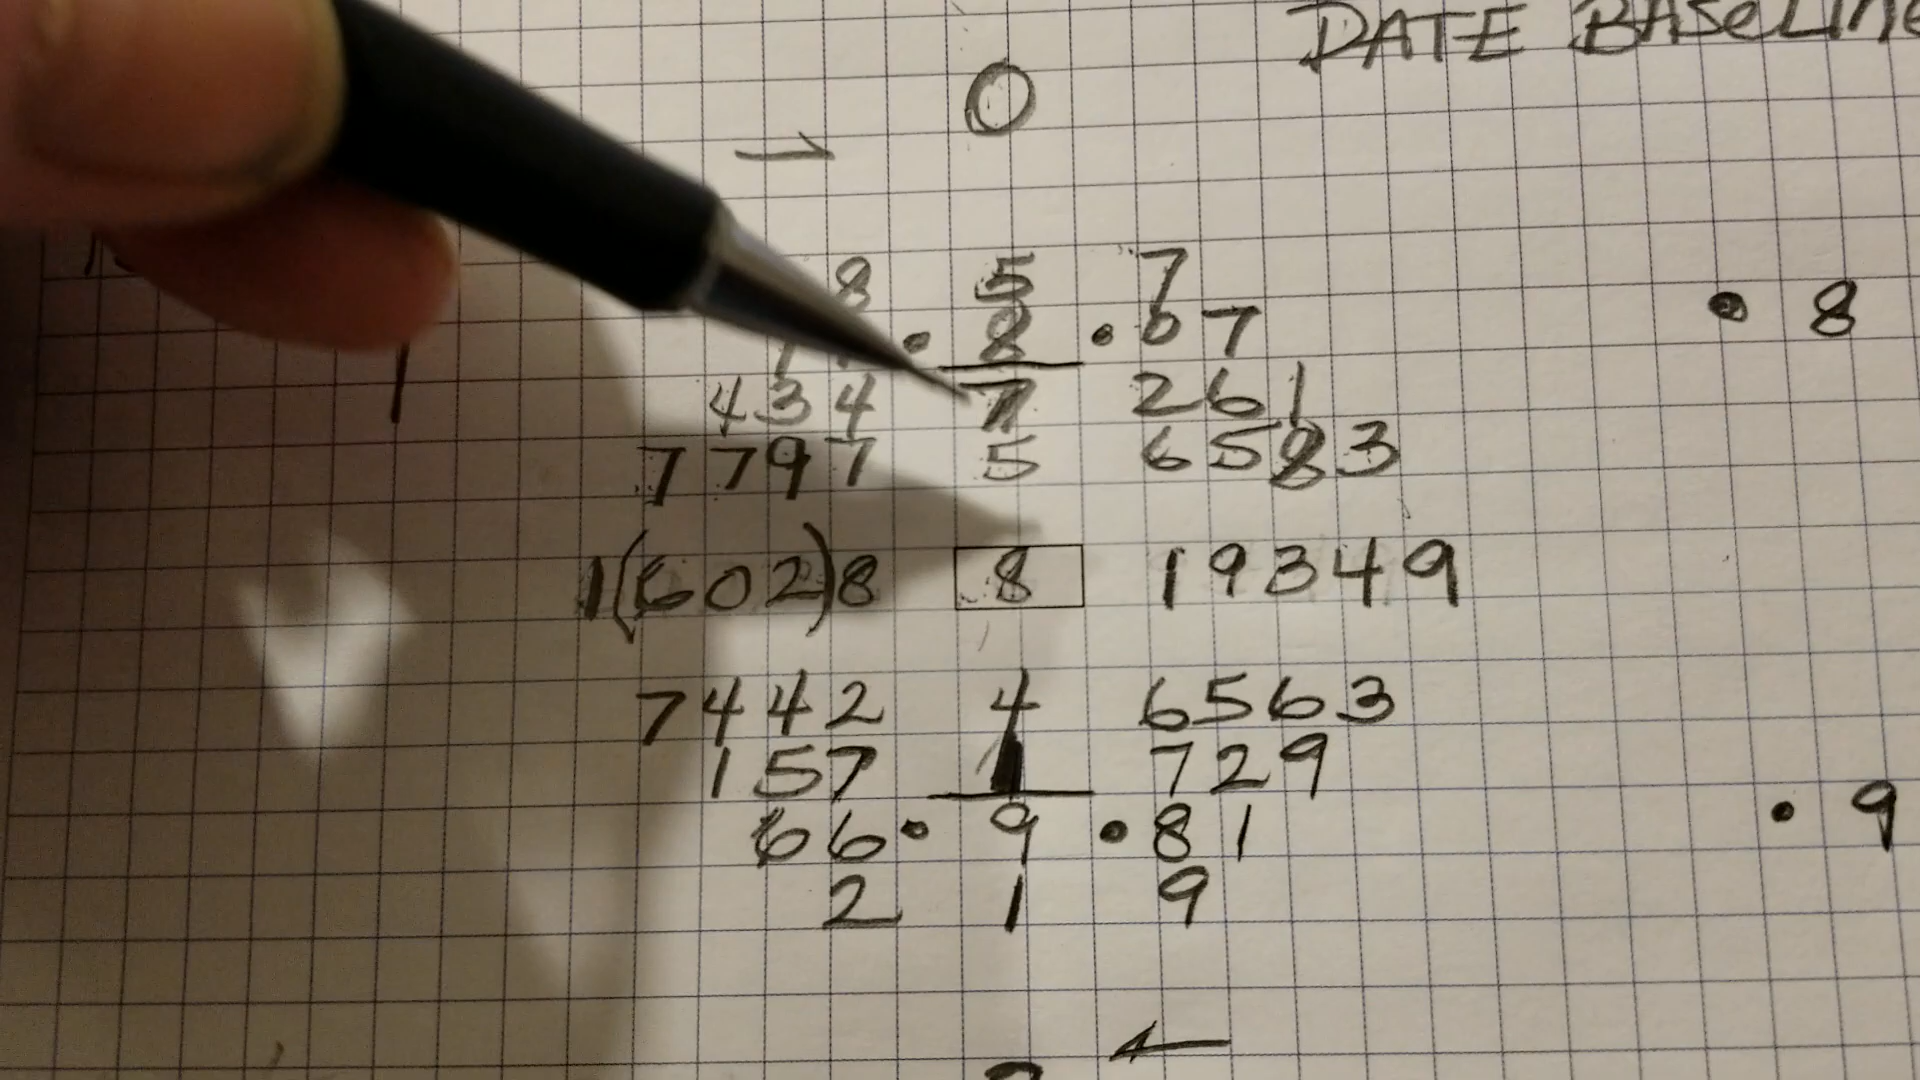 DATE BASELINE
0
8 5 7
• 8 • 67
434 7 261
7797 5 6583
• 8
1(602)8 8 19349
7442 4 6563
157 1 729
66 • 9 • 81
• 9
2 1 9